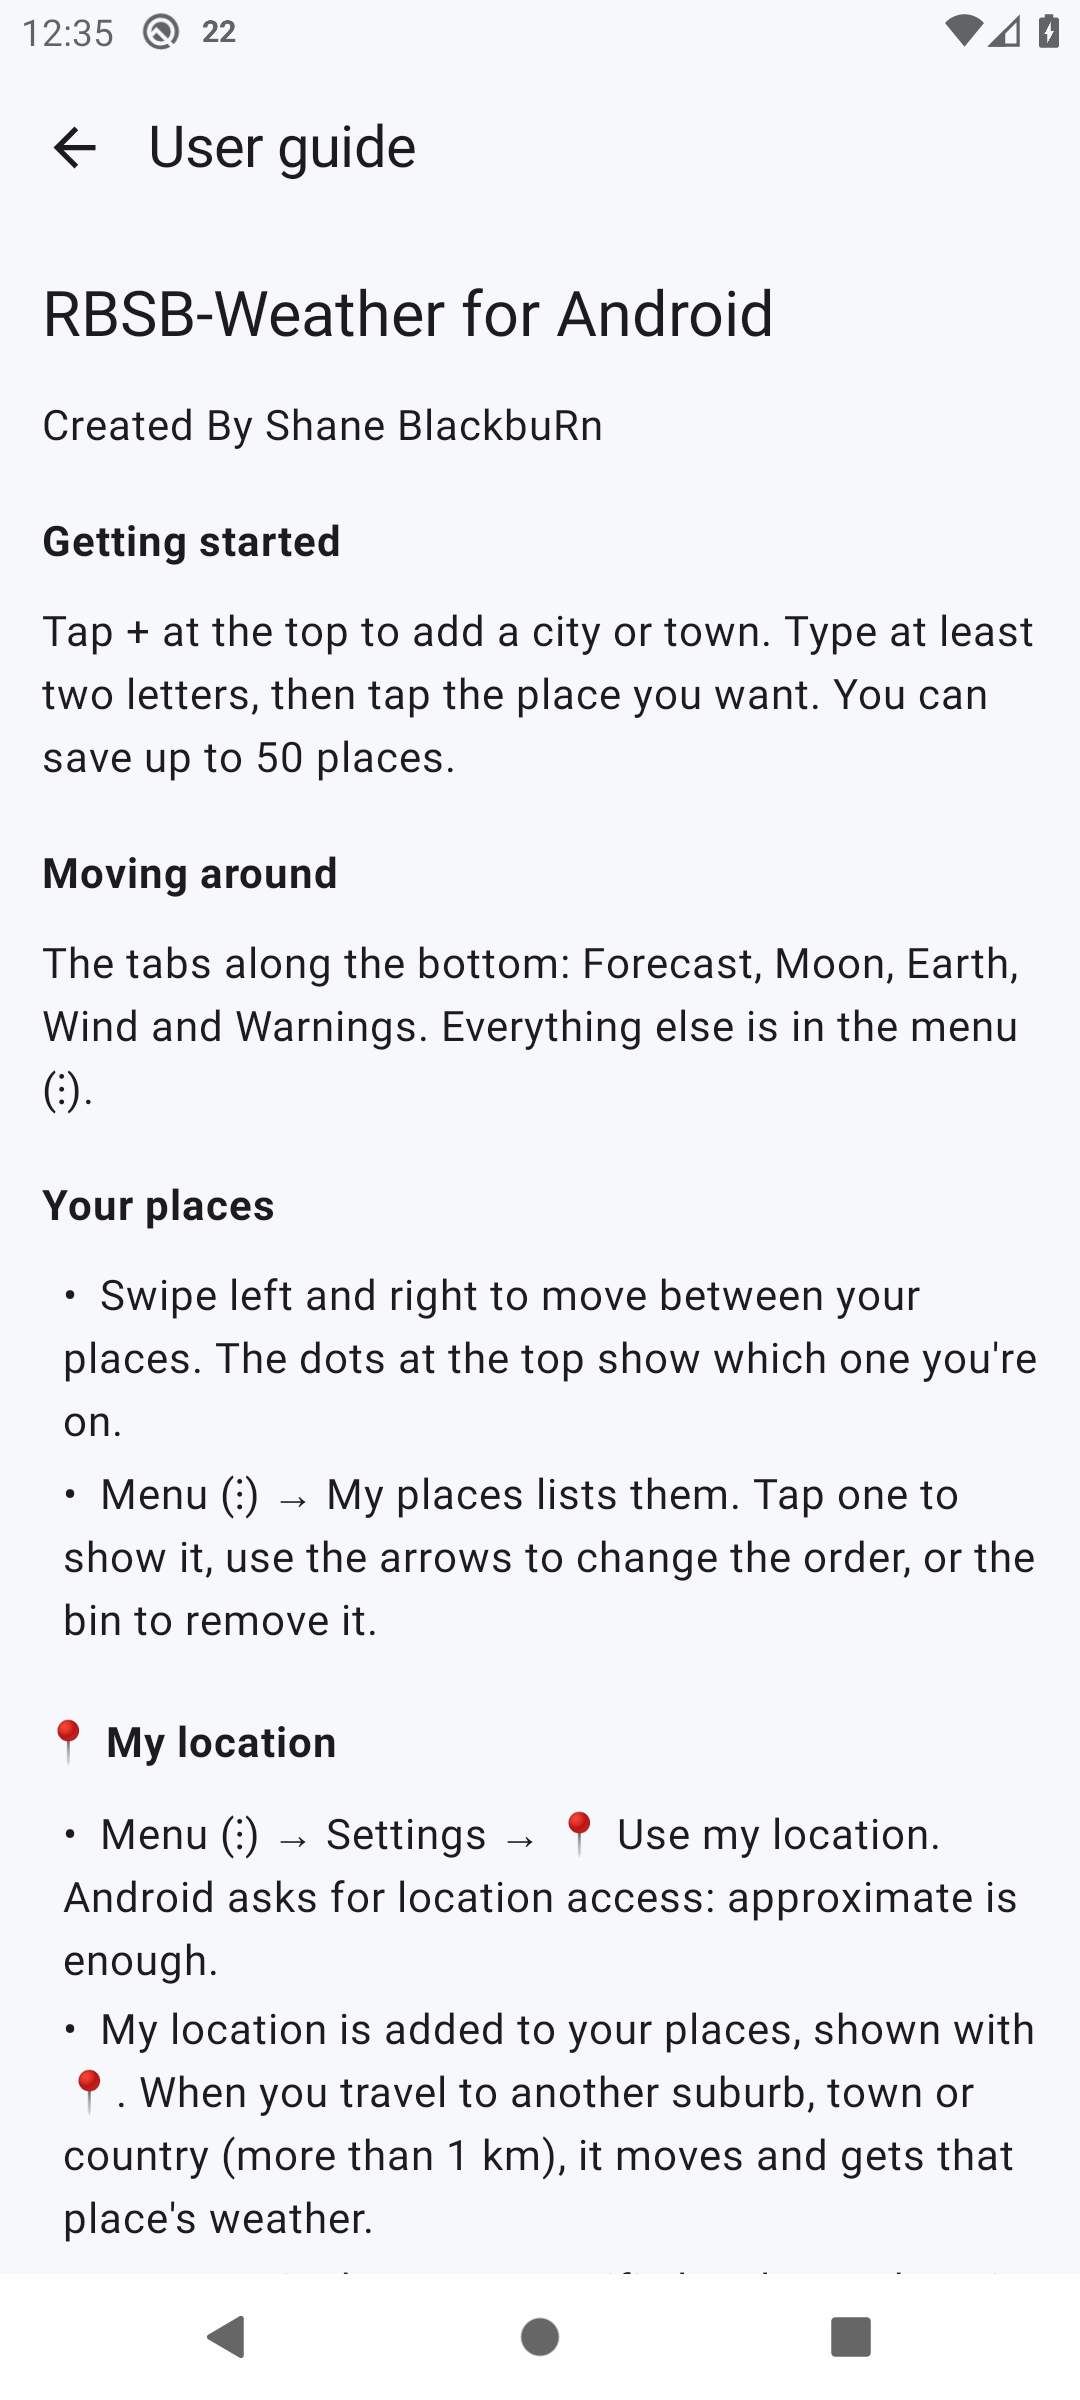 12:35 22
User guide
RBSB-Weather for Android
Created By Shane BlackbuRn
Getting started
Tap + at the top to add a city or town. Type at least
two letters, then tap the place you want. You can
save up to 50 places.
Moving around
The tabs along the bottom: Forecast, Moon, Earth,
Wind and Warnings. Everything else is in the menu
(⋮).
Your places
• Swipe left and right to move between your
places. The dots at the top show which one you're
on.
• Menu (⋮) → My places lists them. Tap one to
show it, use the arrows to change the order, or the
bin to remove it.
📍 My location
• Menu (⋮) → Settings → 📍 Use my location.
Android asks for location access: approximate is
enough.
• My location is added to your places, shown with
📍. When you travel to another suburb, town or
country (more than 1 km), it moves and gets that
place's weather.